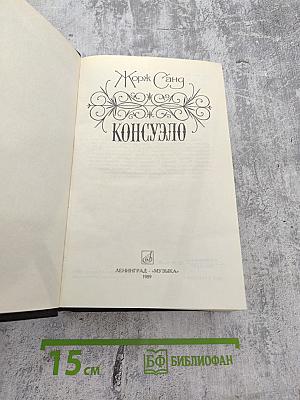 Жорж Санд
КОНСУЭЛО
ЛЕНИНГРАД · «МУЗЫКА»
1989
15 см
БФ БИБЛИОФАН